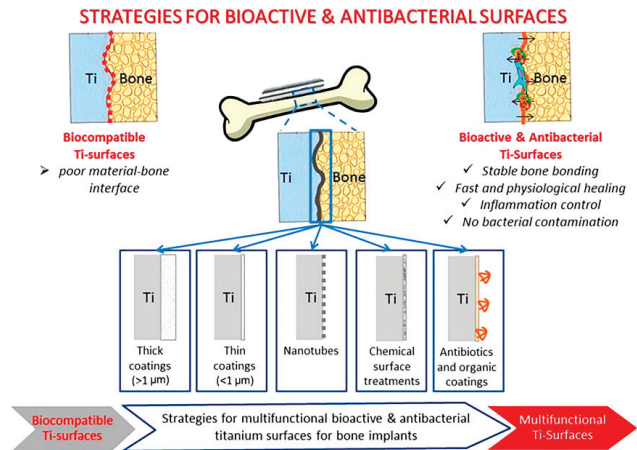 STRATEGIES FOR BIOACTIVE & ANTIBACTERIAL SURFACES
Ti
Bone
Biocompatible
Ti-surfaces
➢ poor material-bone
interface
Ti
Bone
Ti
Bone
Bioactive & Antibacterial
Ti-Surfaces
✓ Stable bone bonding
✓ Fast and physiological healing
✓ Inflammation control
✓ No bacterial contamination
Ti
Thick
coatings
(>1 µm)
Ti
Thin
coatings
(<1 µm)
Ti
Nanotubes
Ti
Chemical
surface
treatments
Ti
Antibiotics
and organic
coatings
Biocompatible
Ti-surfaces
Strategies for multifunctional bioactive & antibacterial
titanium surfaces for bone implants
Multifunctional
Ti-Surfaces